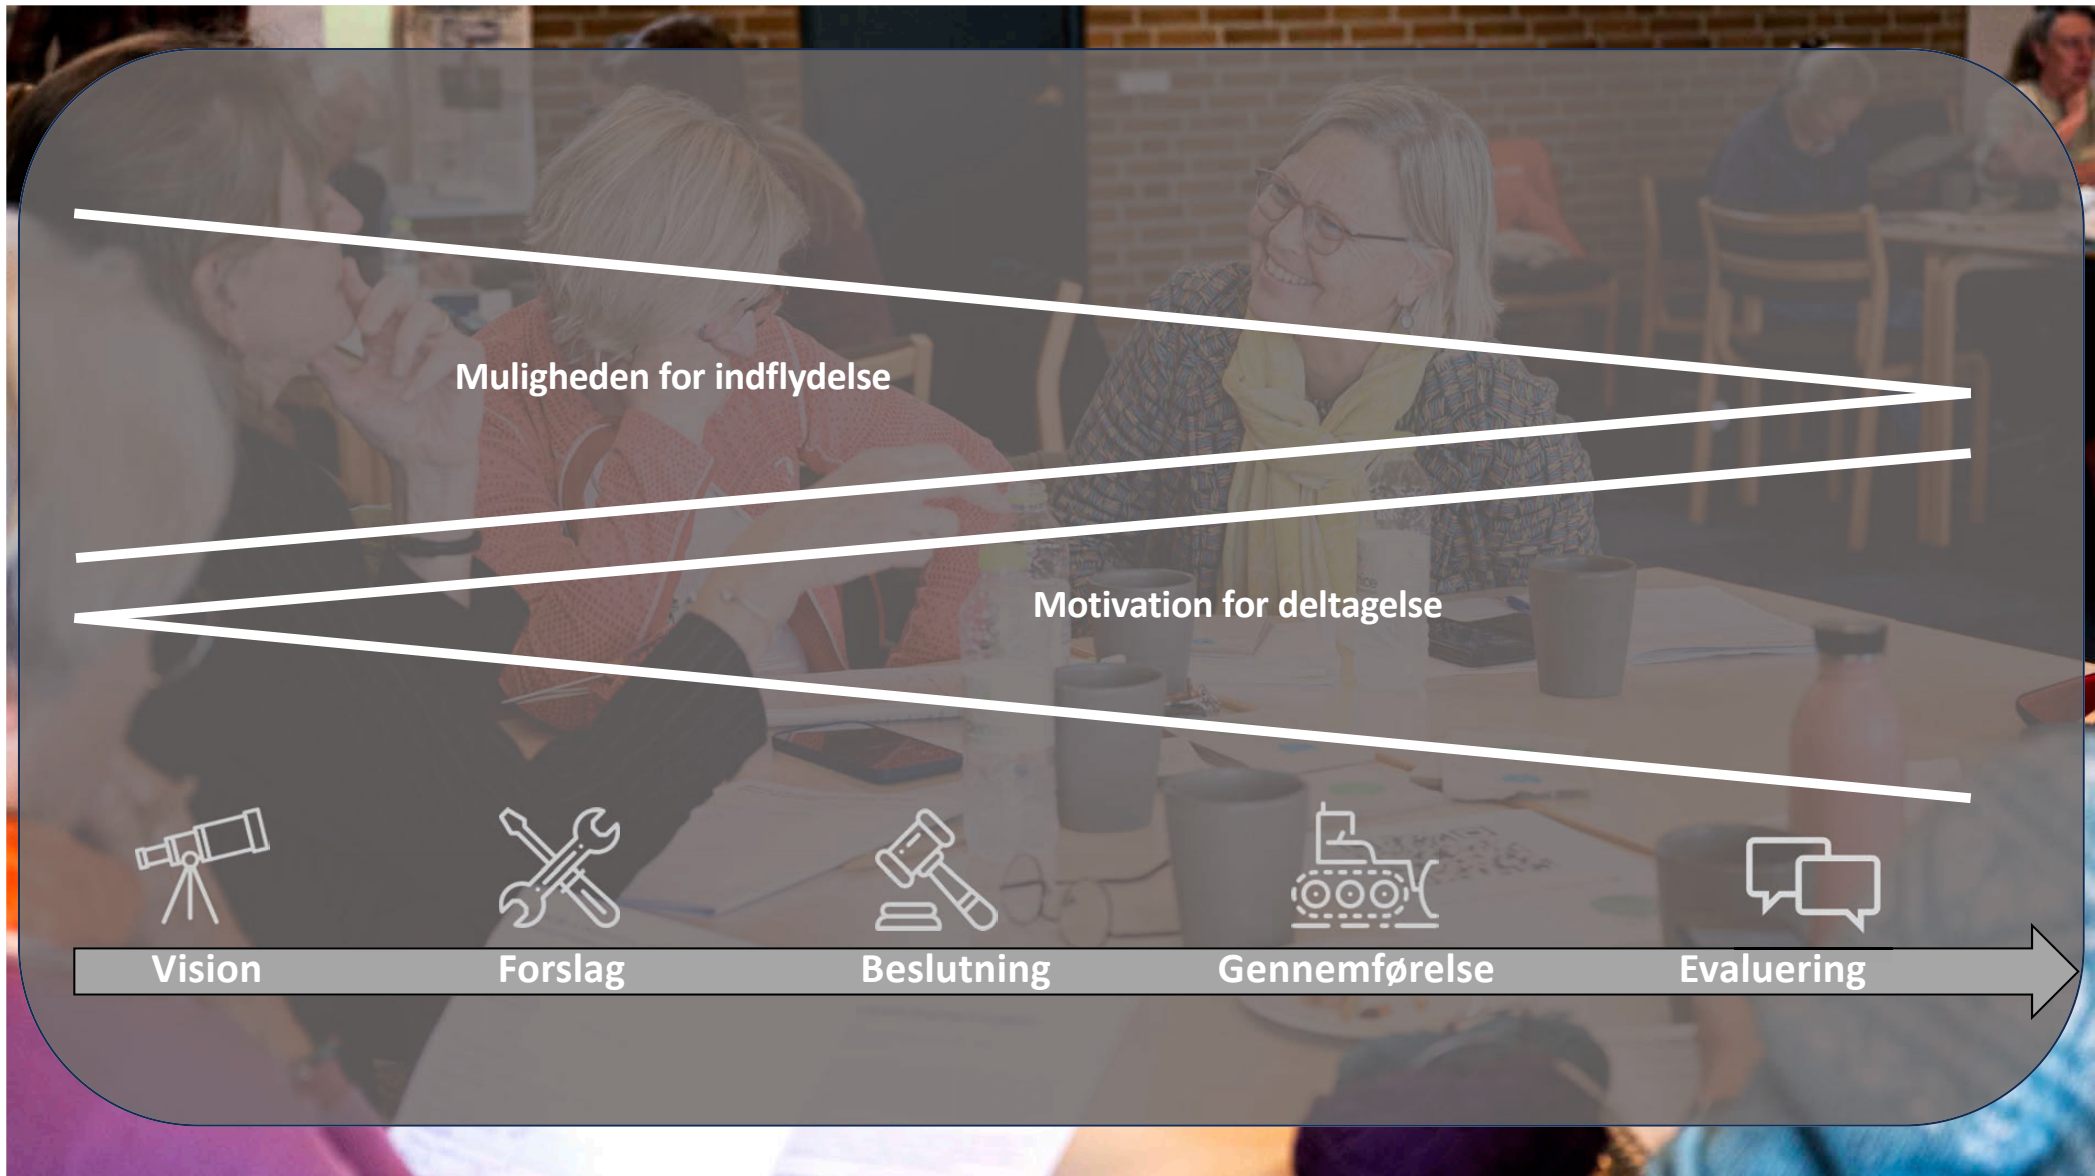 Muligheden for indflydelse
Motivation for deltagelse
Vision Forslag Beslutning Gennemførelse Evaluering